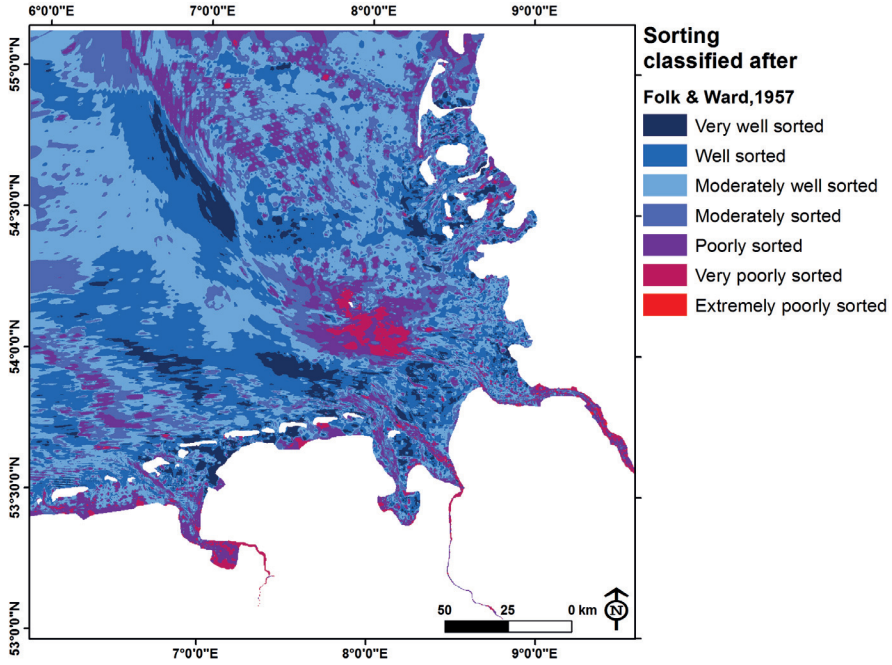 6°0'0"E 7°0'0"E 8°0'0"E 9°0'0"E
55°0'0"N
54°30'0"N
54°0'0"N
53°30'0"N
53°0'0"N
Sorting
classified after
Folk & Ward,1957
Very well sorted
Well sorted
Moderately well sorted
Moderately sorted
Poorly sorted
Very poorly sorted
Extremely poorly sorted
50 25 0 km
N
7°0'0"E 8°0'0"E 9°0'0"E